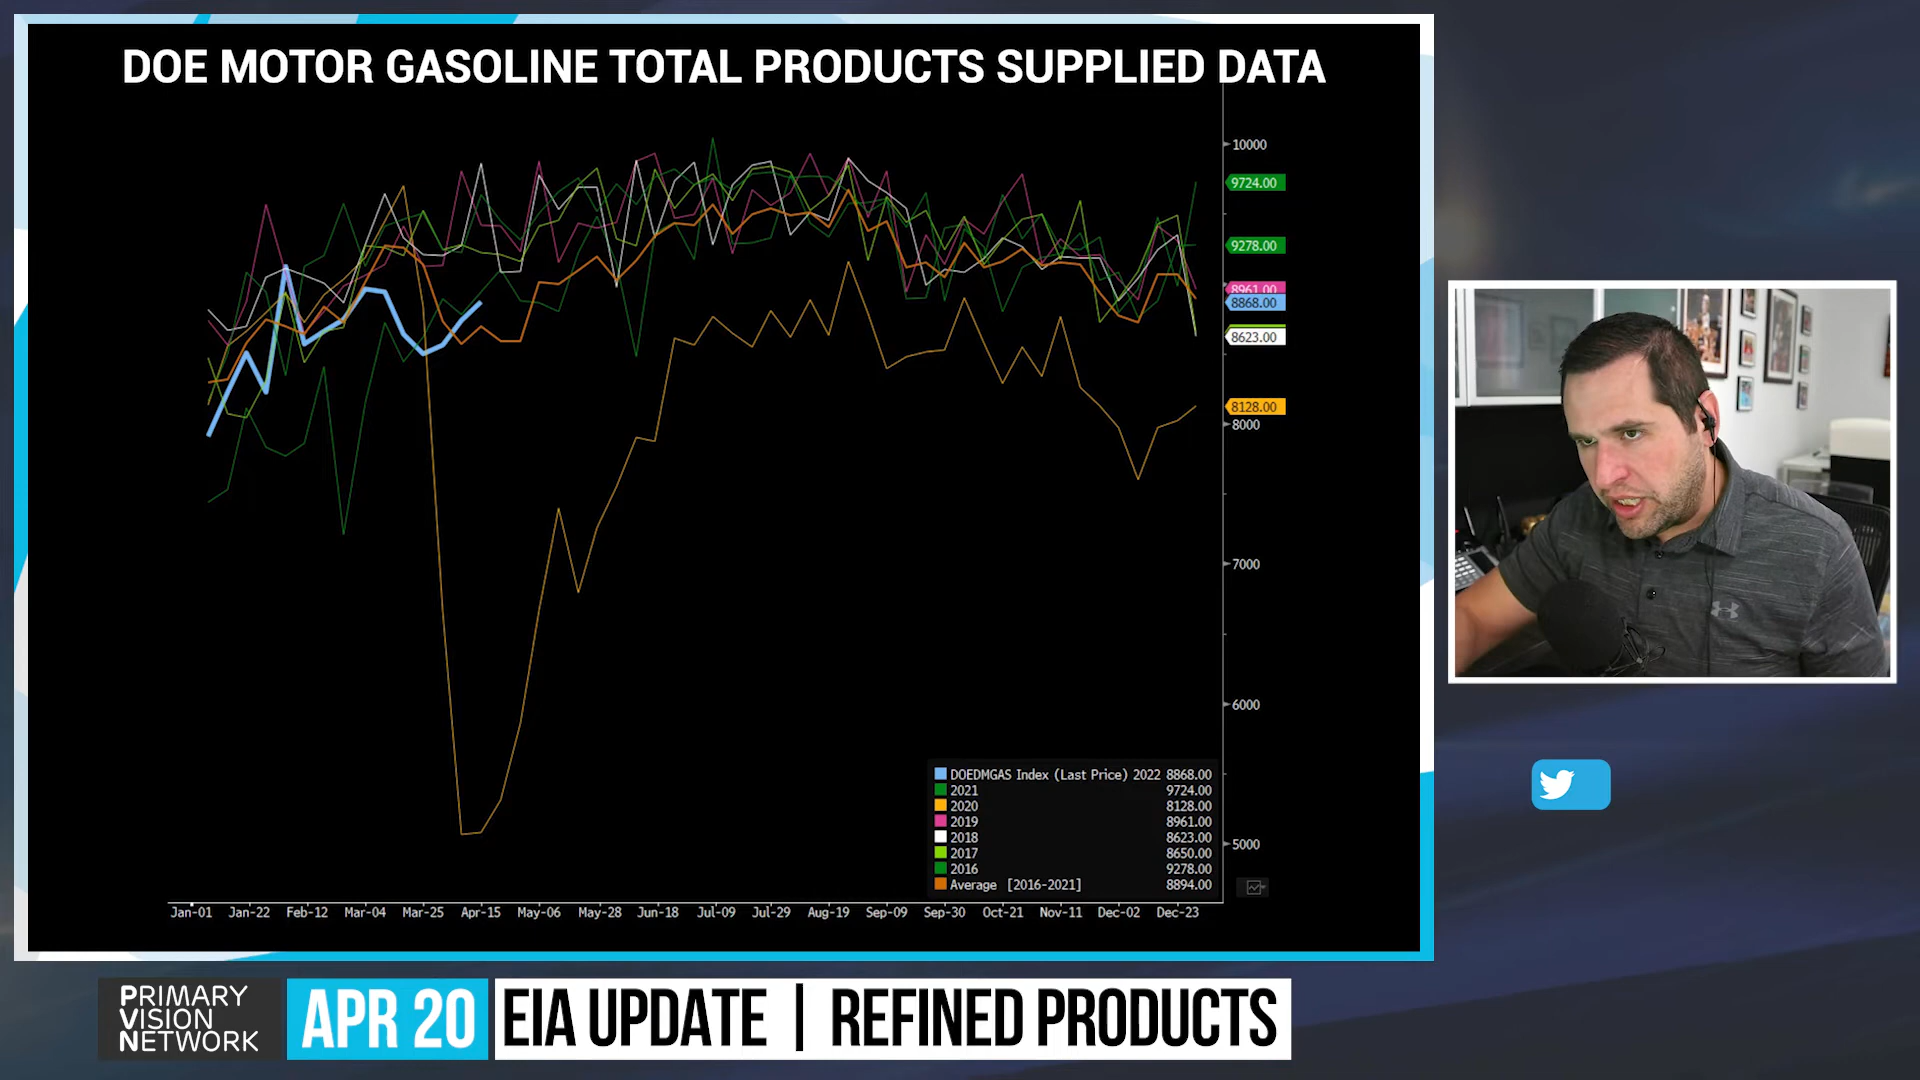 DOE MOTOR GASOLINE TOTAL PRODUCTS SUPPLIED DATA
10000
9724.00
9278.00
8961.00
8868.00
8623.00
8128.00
8000
7000
6000
5000
DOEDMGAS Index (Last Price) 2022 8868.00
2021 9724.00
2020 8128.00
2019 8961.00
2018 8623.00
2017 8650.00
2016 9278.00
Average [2016-2021] 8894.00
Jan-01 Jan-22 Feb-12 Mar-04 Mar-25 Apr-15 May-06 May-28 Jun-18 Jul-09 Jul-29 Aug-19 Sep-09 Sep-30 Oct-21 Nov-11 Dec-02 Dec-23
PRIMARY
VISION
NETWORK
APR 20
EIA UPDATE | REFINED PRODUCTS